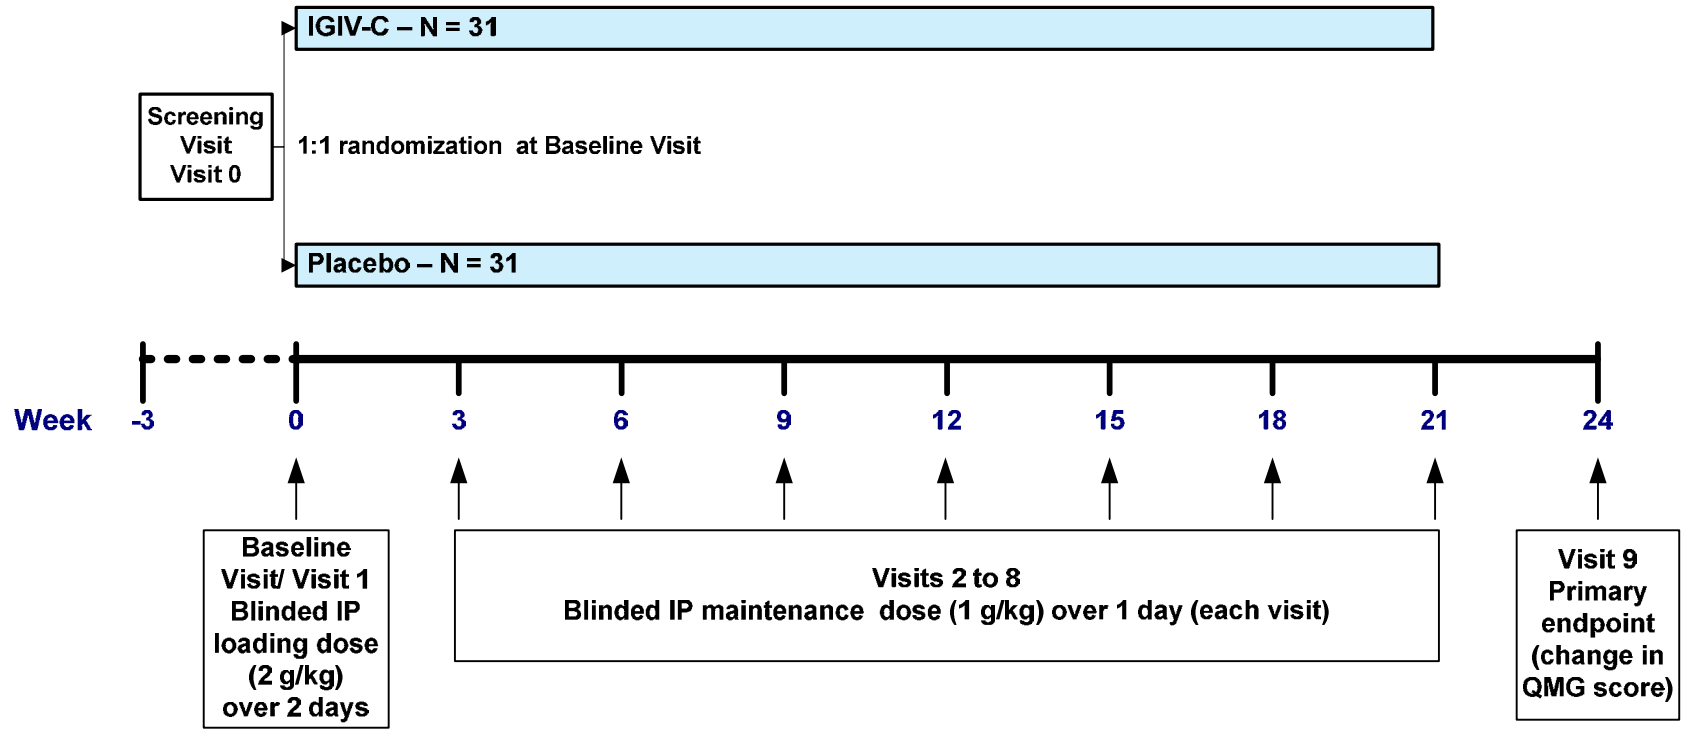 IGIV-C – N = 31
Screening
Visit
Visit 0
1:1 randomization at Baseline Visit
Placebo – N = 31
Week -3 0 3 6 9 12 15 18 21 24
Baseline
Visit/ Visit 1
Blinded IP
loading dose
(2 g/kg)
over 2 days
Visits 2 to 8
Blinded IP maintenance dose (1 g/kg) over 1 day (each visit)
Visit 9
Primary
endpoint
(change in
QMG score)